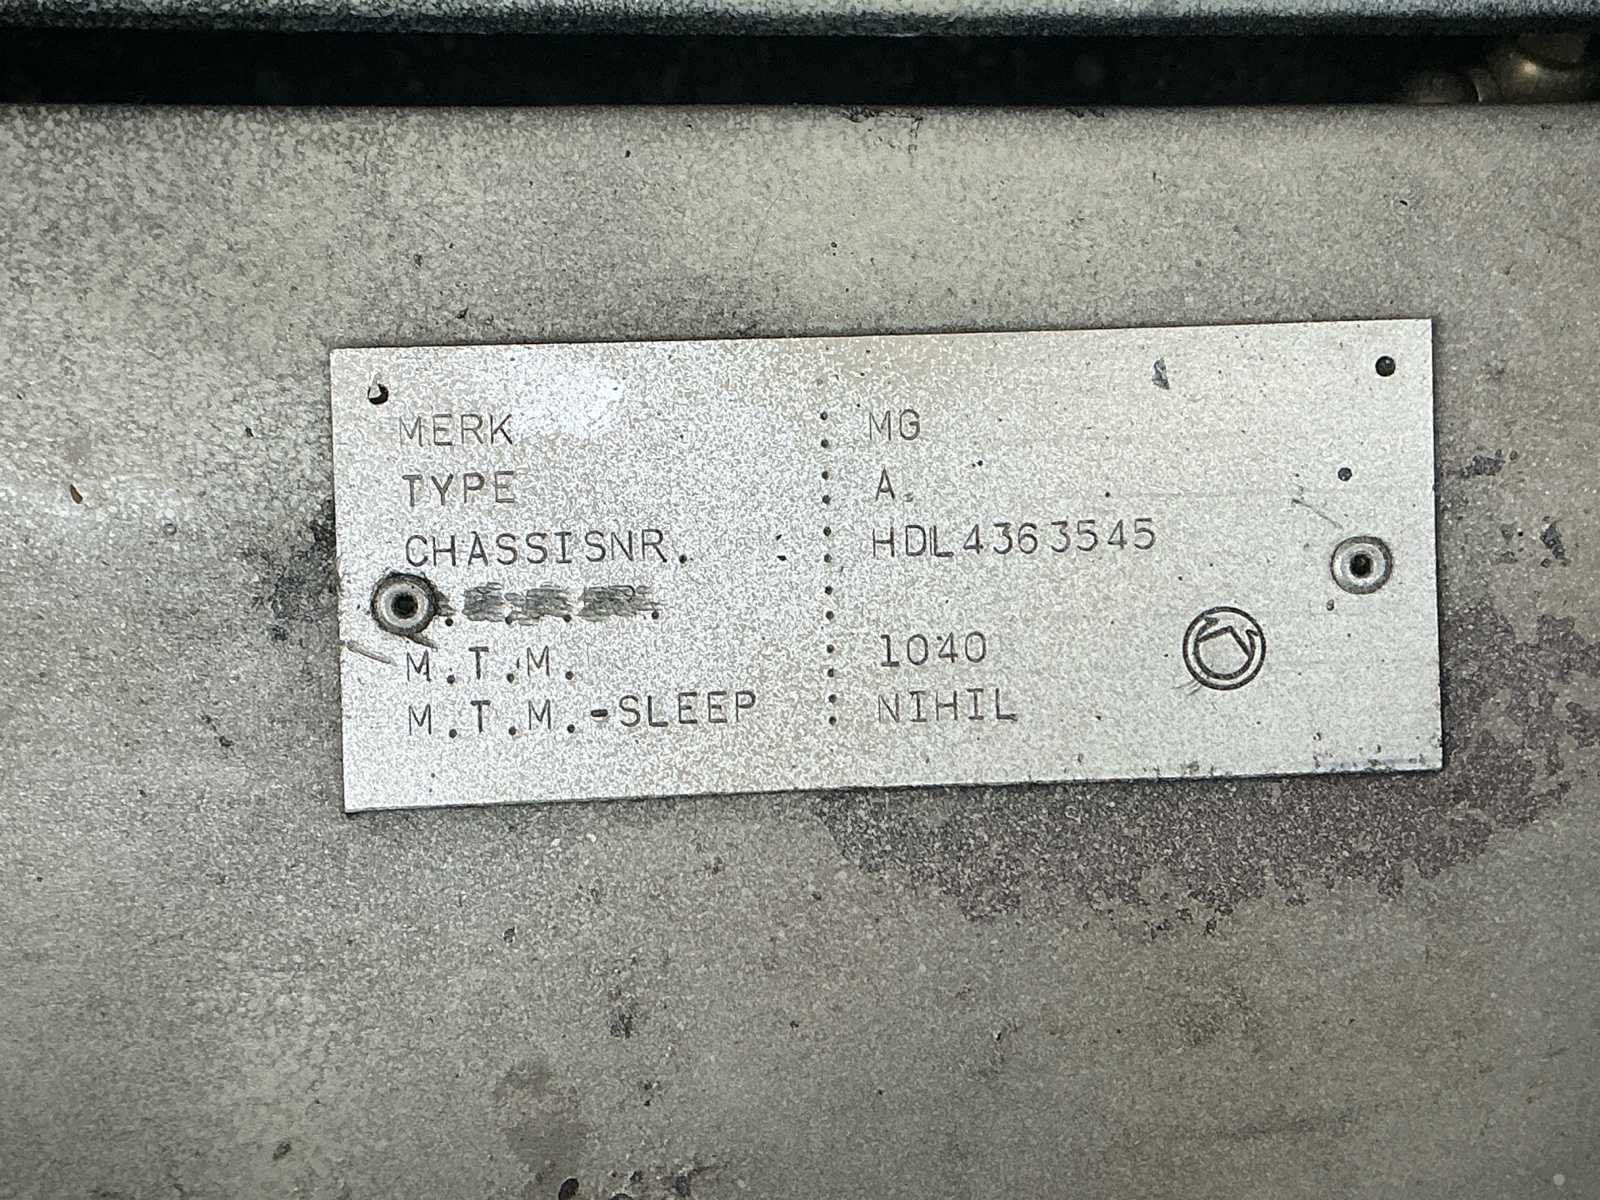 MERK : MG
TYPE : A.
CHASSISNR. : HDL4363545
M.T.M. : 1040
M.T.M.-SLEEP : NIHIL